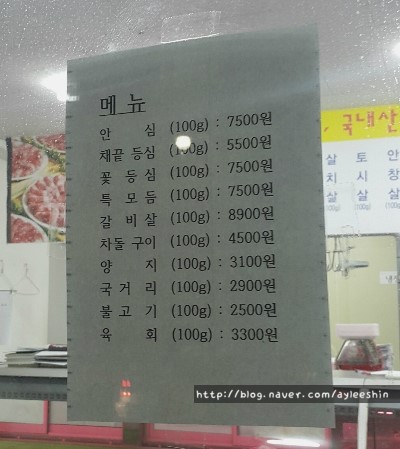 메 뉴
안 심 (100g) : 7500원
채끝 등심 (100g) : 5500원
꽃 등 심 (100g) : 7500원
특 모 듬 (100g) : 7500원
갈 비 살 (100g) : 8900원
차돌 구이 (100g) : 4500원
양 지 (100g) : 3100원
국 거 리 (100g) : 2900원
불 고 기 (100g) : 2500원
육 회 (100g) : 3300원
, 국내산
살 토 안
치 시 창
살 살 살
(100g) (100g) (100g)
http://blog.naver.com/ayleeshin